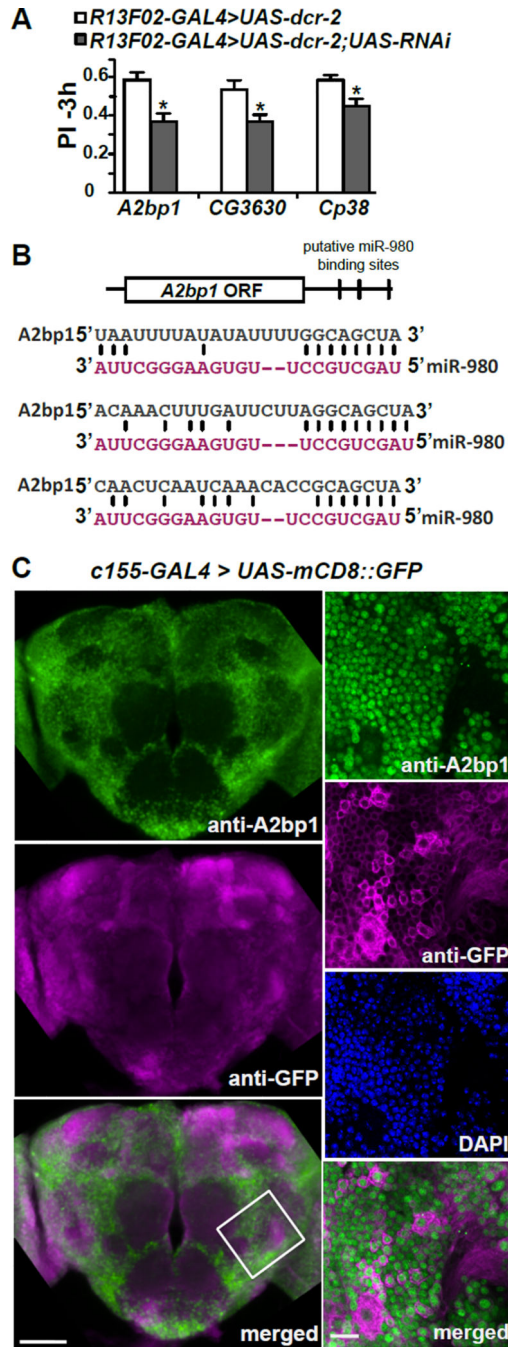 A
R13F02-GAL4>UAS-dcr-2
R13F02-GAL4>UAS-dcr-2;UAS-RNAi
PI -3h
0.6
0.4
0.2
0
* * *
A2bp1 CG3630 Cp38
B
putative miR-980
binding sites
A2bp1 ORF
A2bp1 5’ UAAUUUUAUAUAUUUUGGCAGCUA 3’
3’ AUUCGGGAAGUGU--UCCGUCGAU 5’ miR-980
A2bp1 5’ ACAAACUUUGAUUCUUAGGCAGCUA 3’
3’ AUUCGGGAAGUGU---UCCGUCGAU 5’ miR-980
A2bp1 5’ CAACUCAAUCAAACACCGCAGCUA 3’
3’ AUUCGGGAAGUGU--UCCGUCGAU 5’ miR-980
C
c155-GAL4 > UAS-mCD8::GFP
anti-A2bp1
anti-GFP
merged
anti-A2bp1
anti-GFP
DAPI
merged